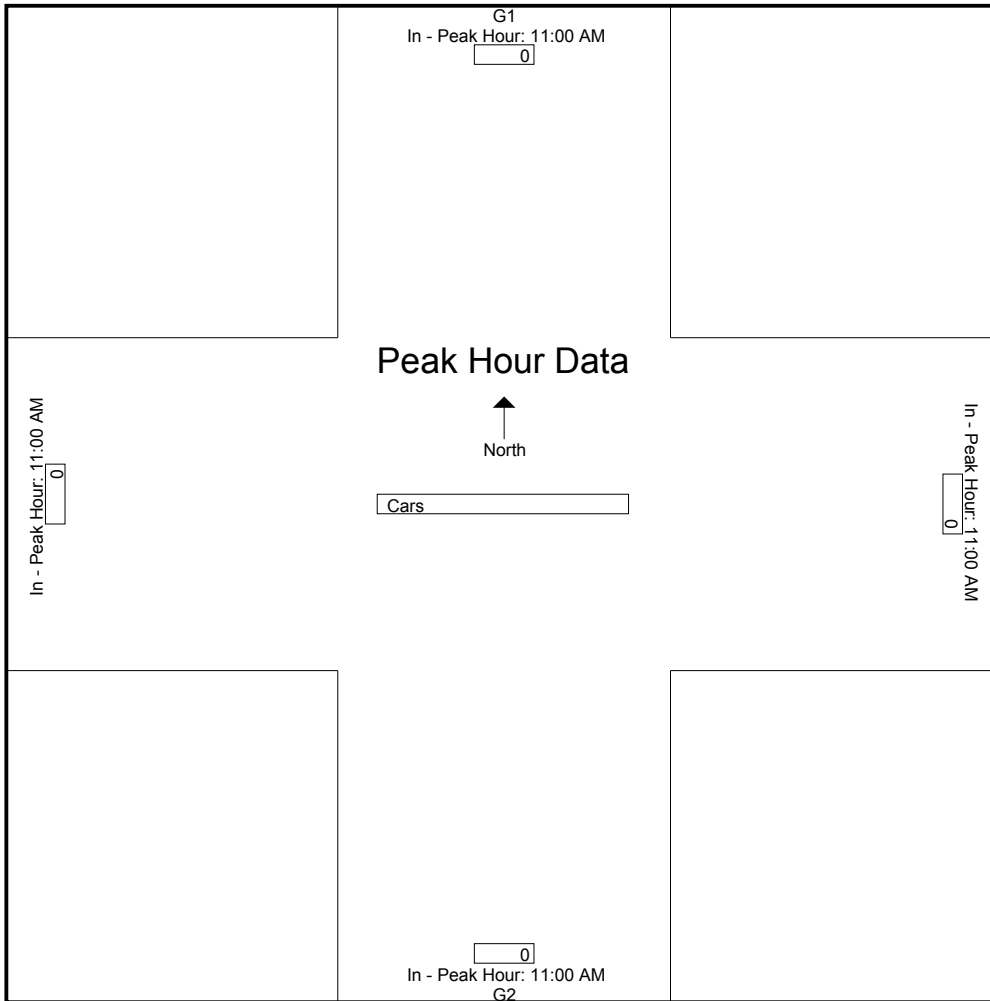 G1
In - Peak Hour: 11:00 AM
0
Peak Hour Data
North
In - Peak Hour: 11:00 AM
0
Cars
0
In - Peak Hour: 11:00 AM
0
In - Peak Hour: 11:00 AM
G2